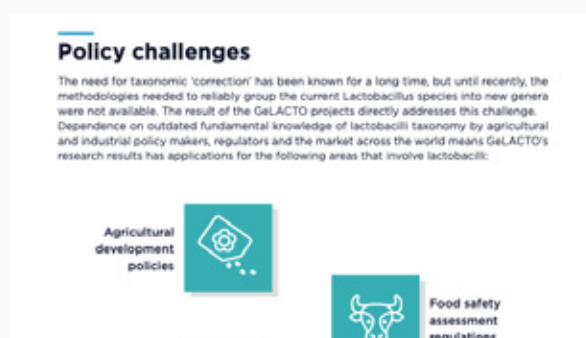 Policy challenges
The need for taxonomic 'correction' has been known for a long time, but until recently, the
methodologies needed to reliably group the current Lactobacillus species into new genera
were not available. The result of the GeLACTO projects directly addresses this challenge.
Dependence on outdated fundamental knowledge of lactobacilli taxonomy by agricultural
and industrial policy makers, regulators and the market across the world means GeLACTO's
research results has applications for the following areas that involve lactobacilli:
Agricultural
development
policies
Food safety
assessment
regulations